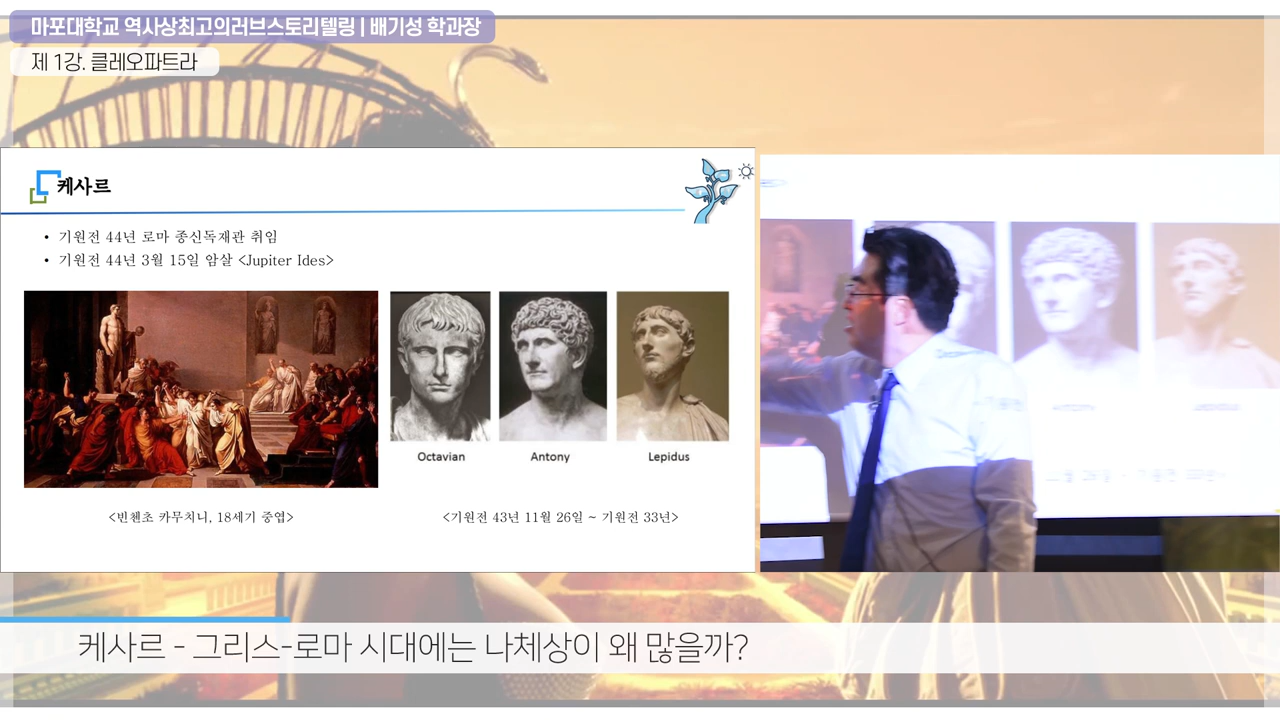 마포대학교 역사상최고의러브스토리텔링 | 배기성 학과장
제 1강. 클레오파트라
케사르
• 기원전 44년 로마 종신독재관 취임
• 기원전 44년 3월 15일 암살 <Jupiter Ides>
Octavian
Antony
Lepidus
<빈첸초 카무치니, 18세기 중엽>
<기원전 43년 11월 26일 ~ 기원전 33년>
케사르 - 그리스-로마 시대에는 나체상이 왜 많을까?